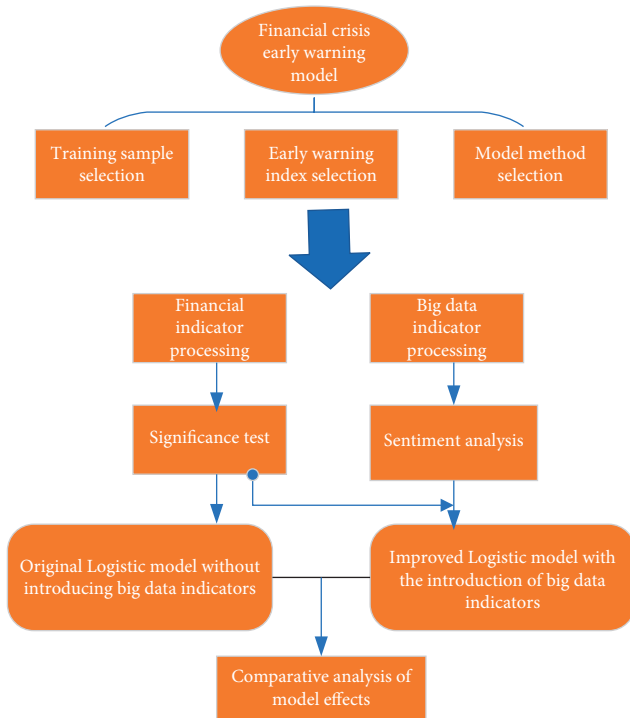 Financial crisis
early warning
model
Training sample
selection
Early warning
index selection
Model method
selection
Financial
indicator
processing
Big data
indicator
processing
Significance test
Sentiment analysis
Original Logistic model without
introducing big data indicators
Improved Logistic model with
the introduction of big data
indicators
Comparative analysis of
model effects